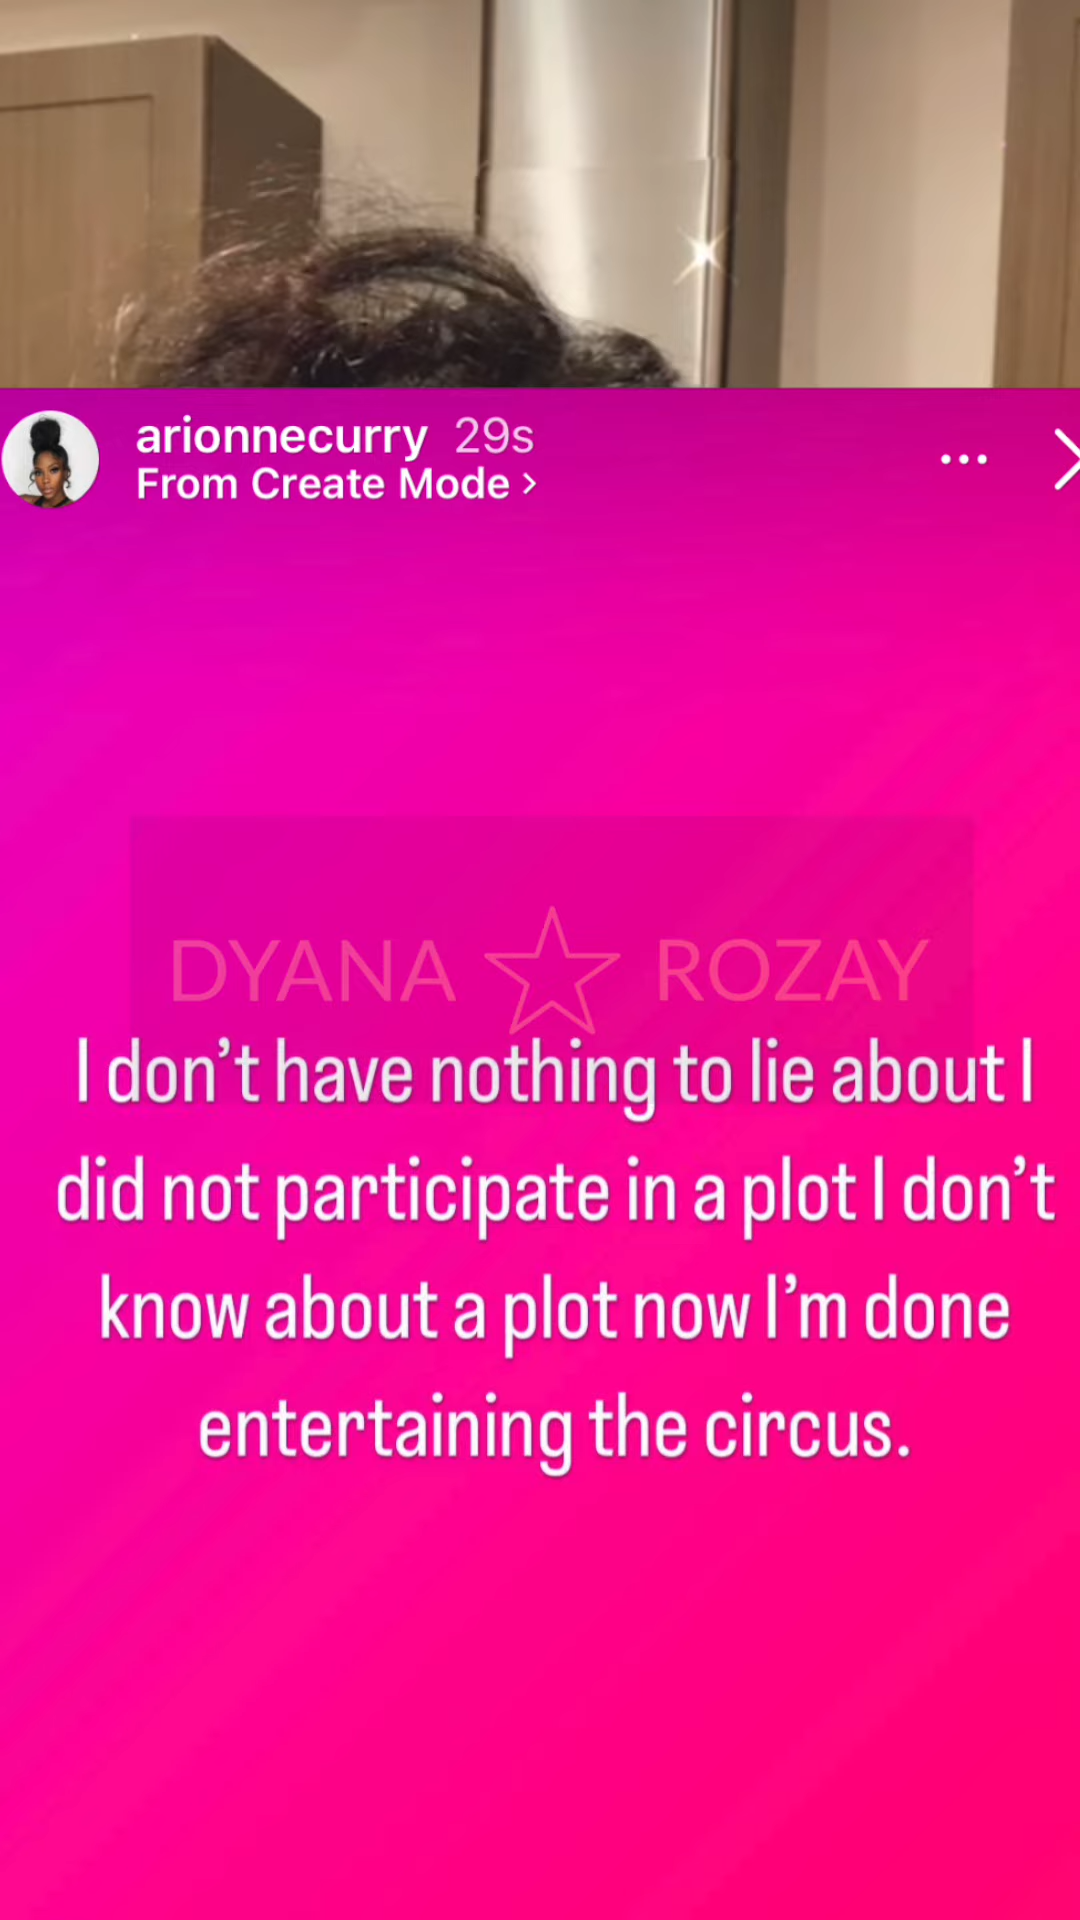 arionnecurry 29s
From Create Mode >
DYANA ROZAY
I don’t have nothing to lie about I
did not participate in a plot I don’t
know about a plot now I’m done
entertaining the circus.